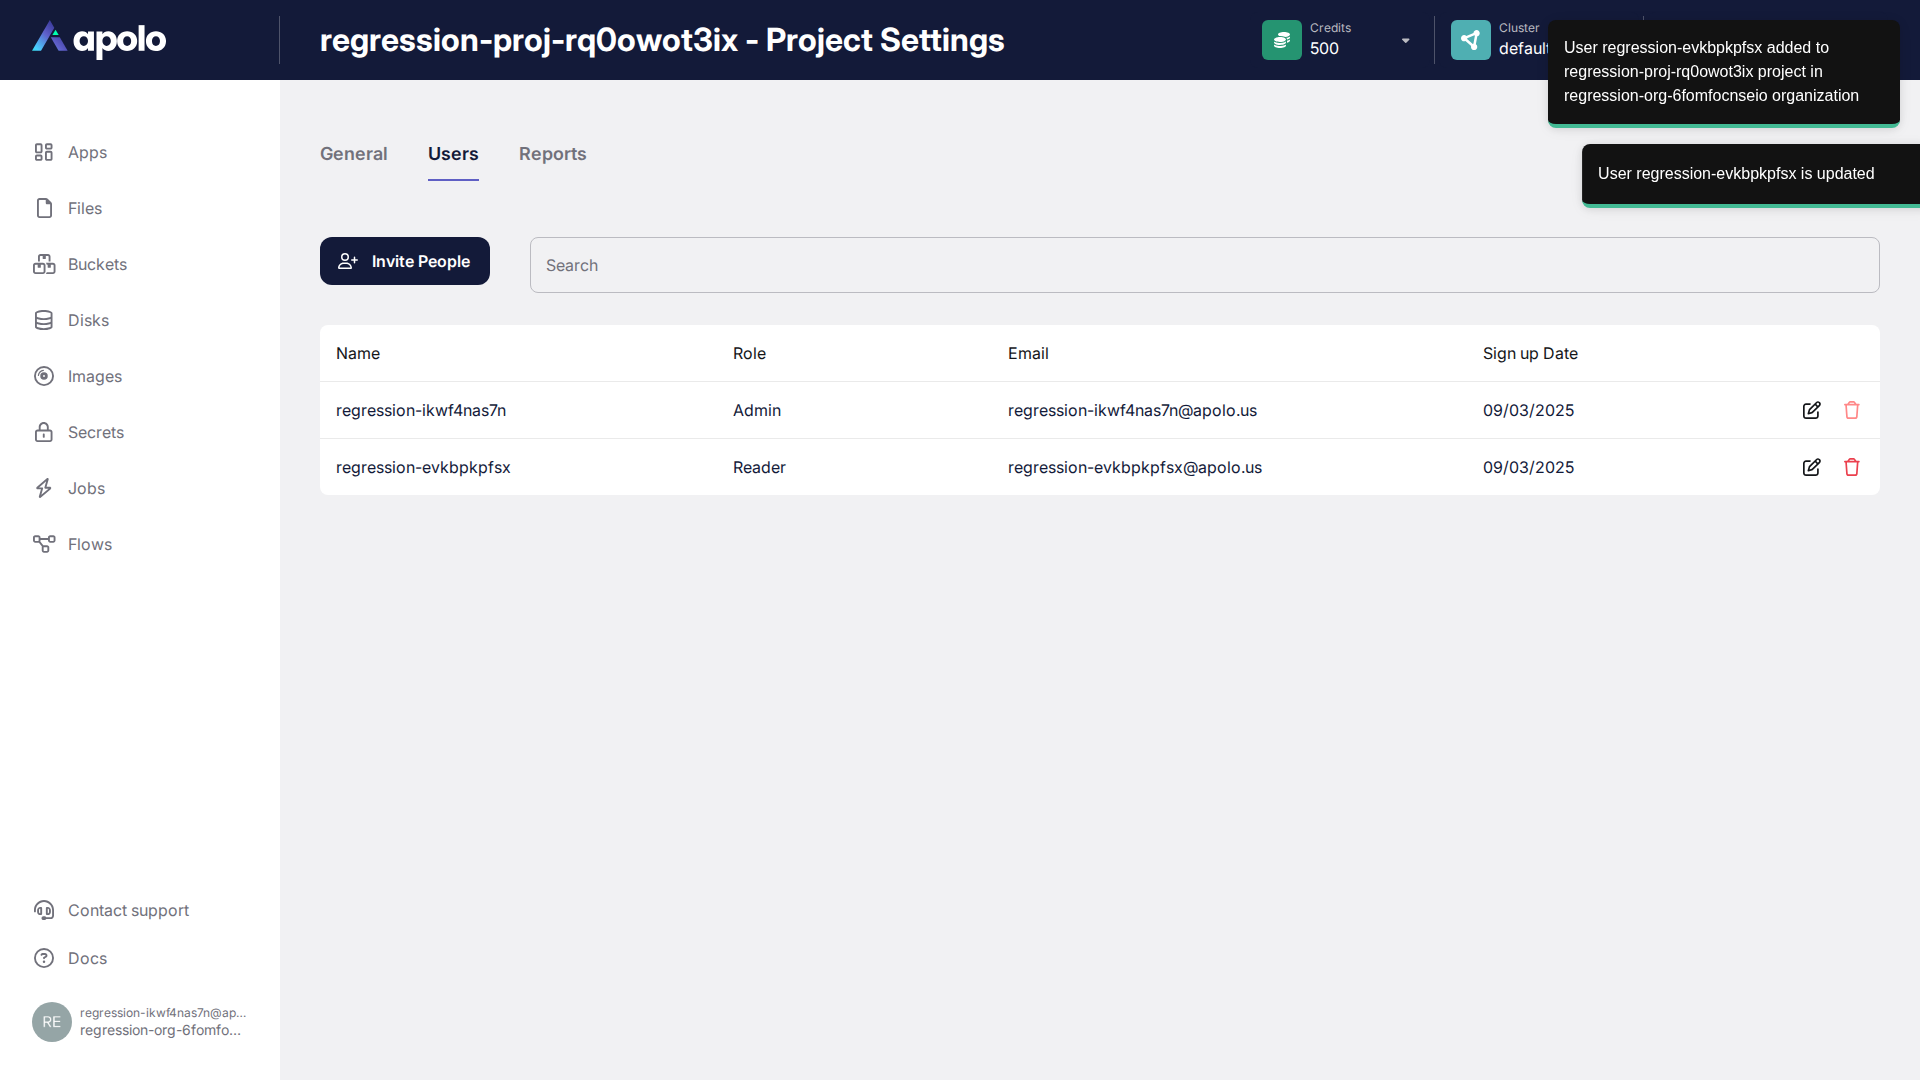 apolo
regression-proj-rq0owot3ix - Project Settings
Credits
500
Cluster
default
User regression-evkbpkpfsx added to
regression-proj-rq0owot3ix project in
regression-org-6fomfocnseio organization
User regression-evkbpkpfsx is updated
Apps
Files
Buckets
Disks
Images
Secrets
Jobs
Flows
Contact support
Docs
RE
regression-ikwf4nas7n@ap...
regression-org-6fomfo...
General Users Reports
Invite People
Search
Name Role Email Sign up Date
regression-ikwf4nas7n Admin regression-ikwf4nas7n@apolo.us 09/03/2025
regression-evkbpkpfsx Reader regression-evkbpkpfsx@apolo.us 09/03/2025